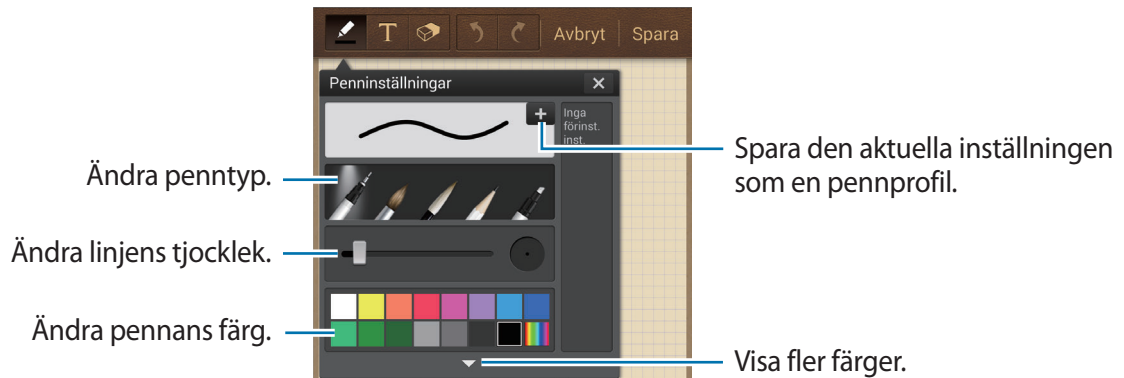 T
Avbryt
Spara
Penninställningar
Inga
förinst.
inst.
Spara den aktuella inställningen
som en pennprofil.
Ändra penntyp.
Ändra linjens tjocklek.
Ändra pennans färg.
Visa fler färger.